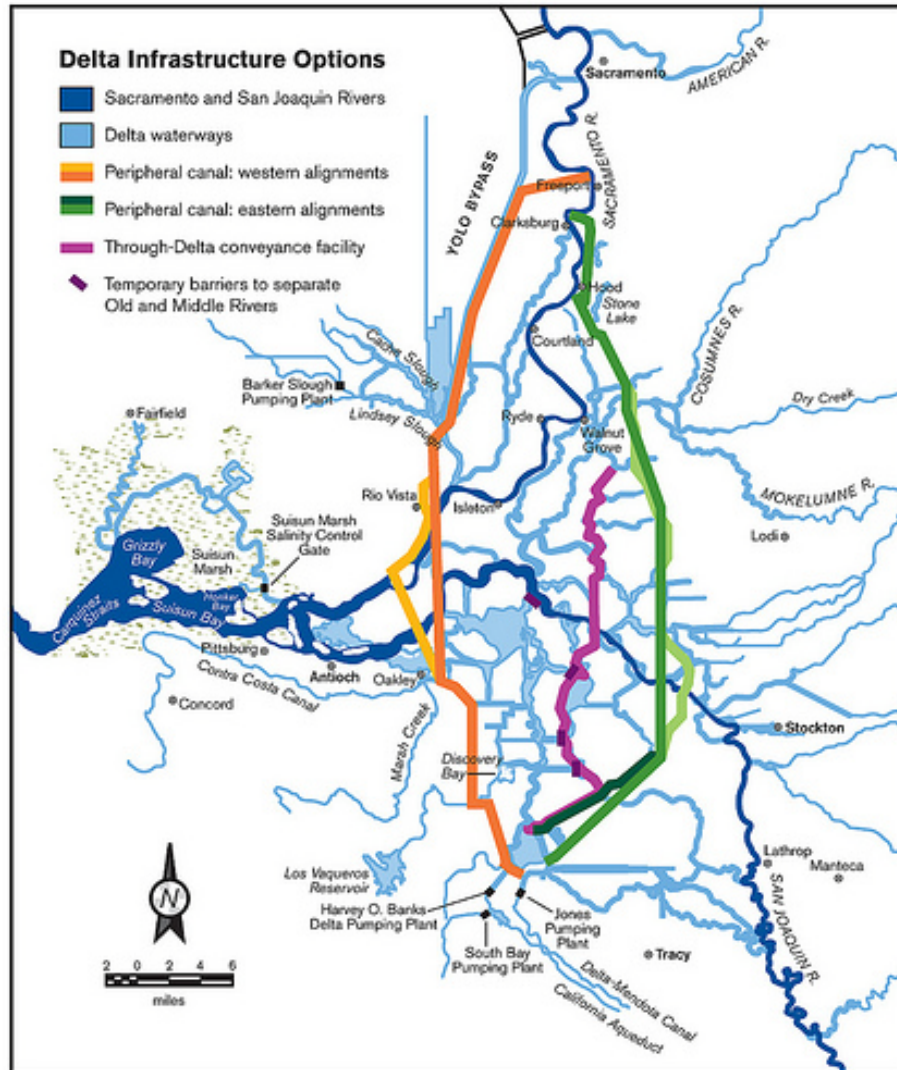 Delta Infrastructure Options
Sacramento and San Joaquin Rivers
Delta waterways
Peripheral canal: western alignments
Peripheral canal: eastern alignments
Through-Delta conveyance facility
Temporary barriers to separate
Old and Middle Rivers
Sacramento
AMERICAN R.
SACRAMENTO R.
YOLO BYPASS
Freeport
Clarksburg
Hood
Stone
Lake
Courtland
COSUMNES R.
Cache Slough
Barker Slough
Pumping Plant
Lindsey Slough
Dry Creek
Fairfield
Ryde
Walnut
Grove
MOKELUMNE R.
Rio Vista
Isleton
Lodi
Suisun Marsh
Salinity Control
Gate
Grizzly
Bay
Suisun
Marsh
Honker
Bay
Carquinez
Straits
Suisun Bay
Pittsburg
Antioch
Oakley
Contra Costa Canal
Concord
Marsh Creek
Stockton
Discovery
Bay
Los Vaqueros
Reservoir
Lathrop
Manteca
SAN JOAQUIN R.
N
Harvey O. Banks
Delta Pumping Plant
Jones
Pumping
Plant
South Bay
Pumping Plant
Tracy
Delta-Mendota Canal
California Aqueduct
2 0 2 4 6
miles